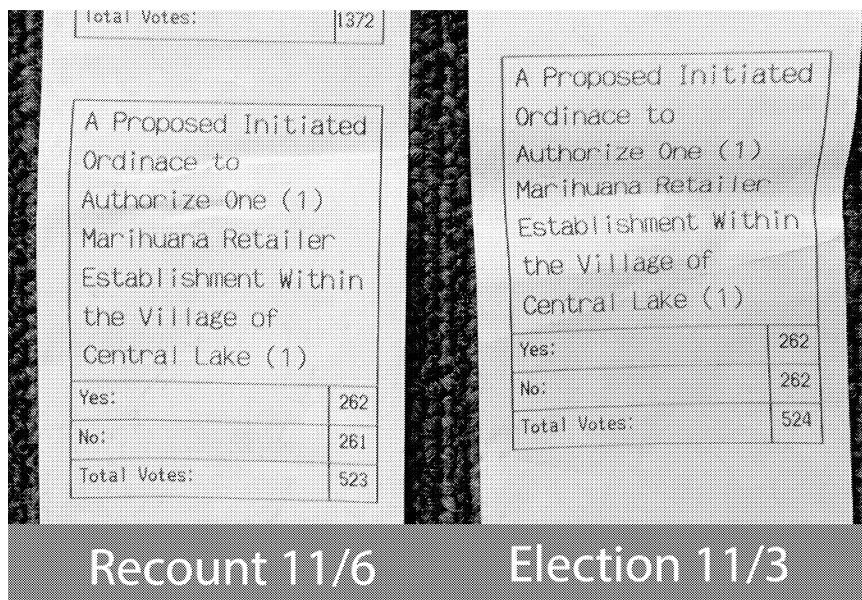 Total Votes: 1372
A Proposed Initiated
Ordinace to
Authorize One (1)
Marihuana Retailer
Establishment Within
the Village of
Central Lake (1)
Yes: 262
No: 261
Total Votes: 523
Recount 11/6
A Proposed Initiated
Ordinace to
Authorize One (1)
Marihuana Retailer
Establishment Within
the Village of
Central Lake (1)
Yes: 262
No: 262
Total Votes: 524
Election 11/3